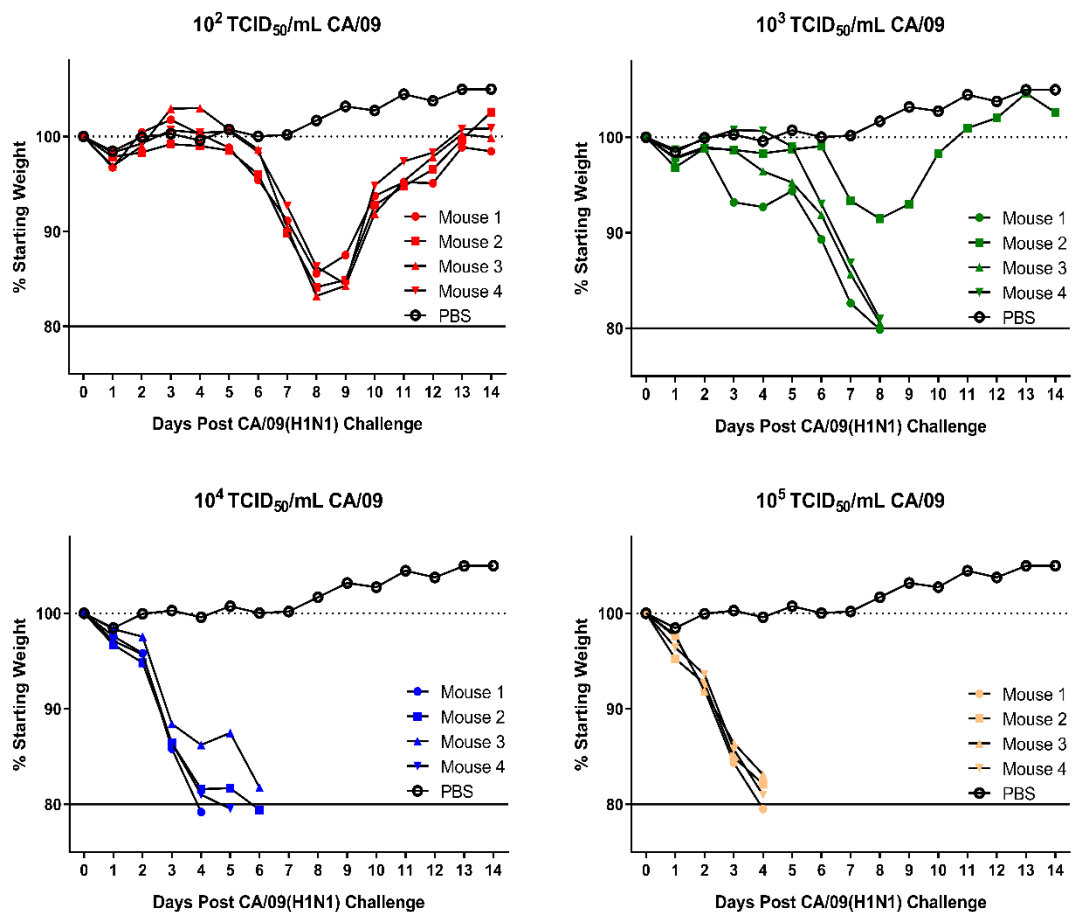 10² TCID₅₀/mL CA/09
% Starting Weight
100
90
80
Mouse 1
Mouse 2
Mouse 3
Mouse 4
PBS
0 1 2 3 4 5 6 7 8 9 10 11 12 13 14
Days Post CA/09(H1N1) Challenge
10³ TCID₅₀/mL CA/09
% Starting Weight
100
90
80
Mouse 1
Mouse 2
Mouse 3
Mouse 4
PBS
0 1 2 3 4 5 6 7 8 9 10 11 12 13 14
Days Post CA/09(H1N1) Challenge
10⁴ TCID₅₀/mL CA/09
% Starting Weight
100
90
80
Mouse 1
Mouse 2
Mouse 3
Mouse 4
PBS
0 1 2 3 4 5 6 7 8 9 10 11 12 13 14
Days Post CA/09(H1N1) Challenge
10⁵ TCID₅₀/mL CA/09
% Starting Weight
100
90
80
Mouse 1
Mouse 2
Mouse 3
Mouse 4
PBS
0 1 2 3 4 5 6 7 8 9 10 11 12 13 14
Days Post CA/09(H1N1) Challenge